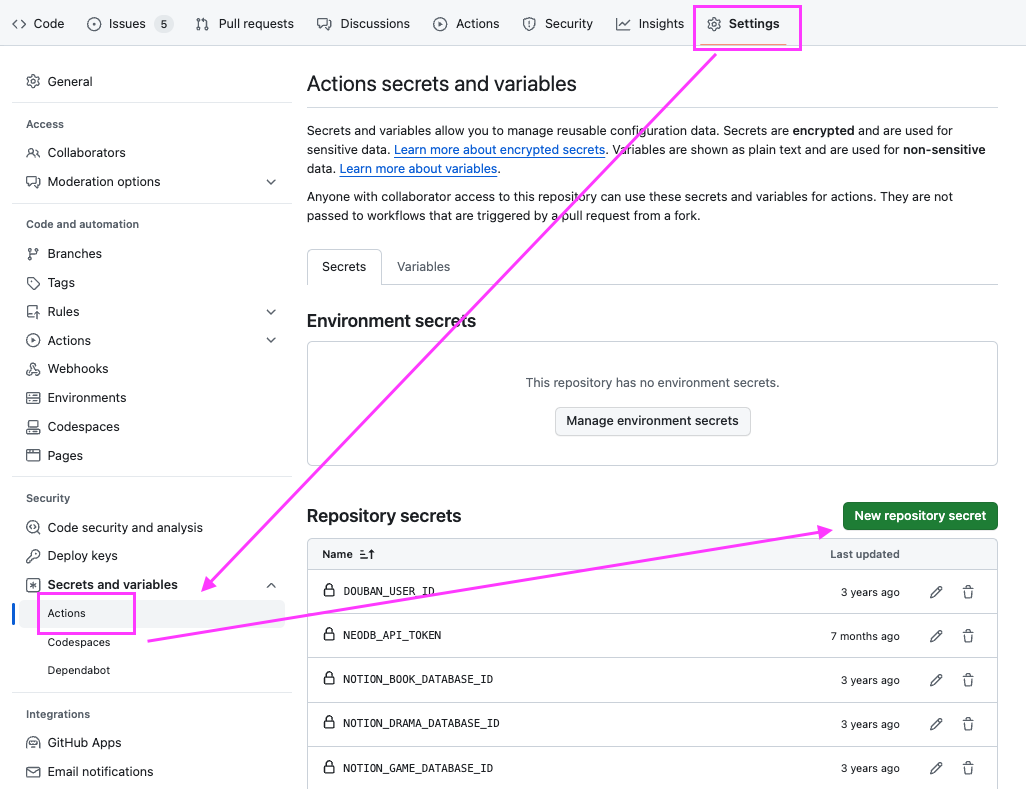 Code Issues 5 Pull requests Discussions Actions Security Insights Settings
General
Access
Collaborators
Moderation options
Code and automation
Branches
Tags
Rules
Actions
Webhooks
Environments
Codespaces
Pages
Security
Code security and analysis
Deploy keys
Secrets and variables
Actions
Codespaces
Dependabot
Integrations
GitHub Apps
Email notifications
Actions secrets and variables
Secrets and variables allow you to manage reusable configuration data. Secrets are encrypted and are used for
sensitive data. Learn more about encrypted secrets. Variables are shown as plain text and are used for non-sensitive
data. Learn more about variables.
Anyone with collaborator access to this repository can use these secrets and variables for actions. They are not
passed to workflows that are triggered by a pull request from a fork.
Secrets Variables
Environment secrets
This repository has no environment secrets.
Manage environment secrets
Repository secrets New repository secret
Name Last updated
DOUBAN_USER_ID 3 years ago
NEODB_API_TOKEN 7 months ago
NOTION_BOOK_DATABASE_ID 3 years ago
NOTION_DRAMA_DATABASE_ID 3 years ago
NOTION_GAME_DATABASE_ID 3 years ago